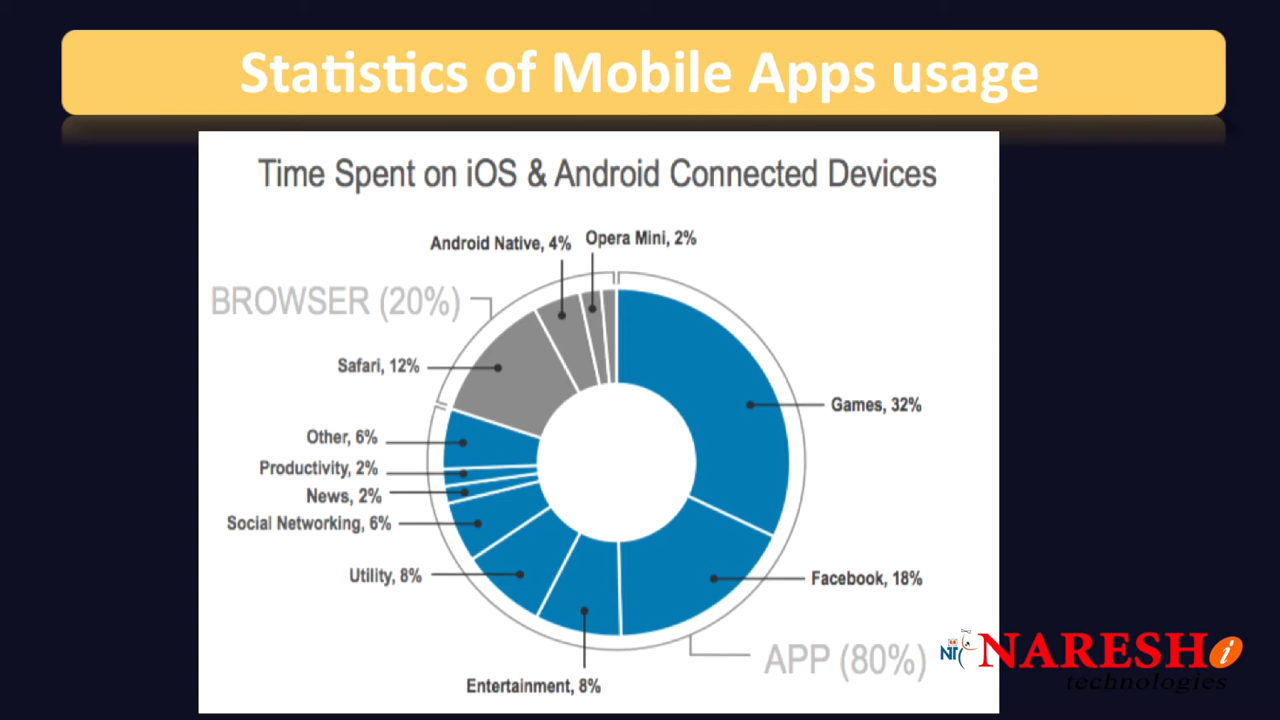 Statistics of Mobile Apps usage
Time Spent on iOS & Android Connected Devices
Android Native, 4%
Opera Mini, 2%
BROWSER (20%)
Safari, 12%
Games, 32%
Other, 6%
Productivity, 2%
News, 2%
Social Networking, 6%
Utility, 8%
Facebook, 18%
Entertainment, 8%
APP (80%)
NT
NARESH i
technologies